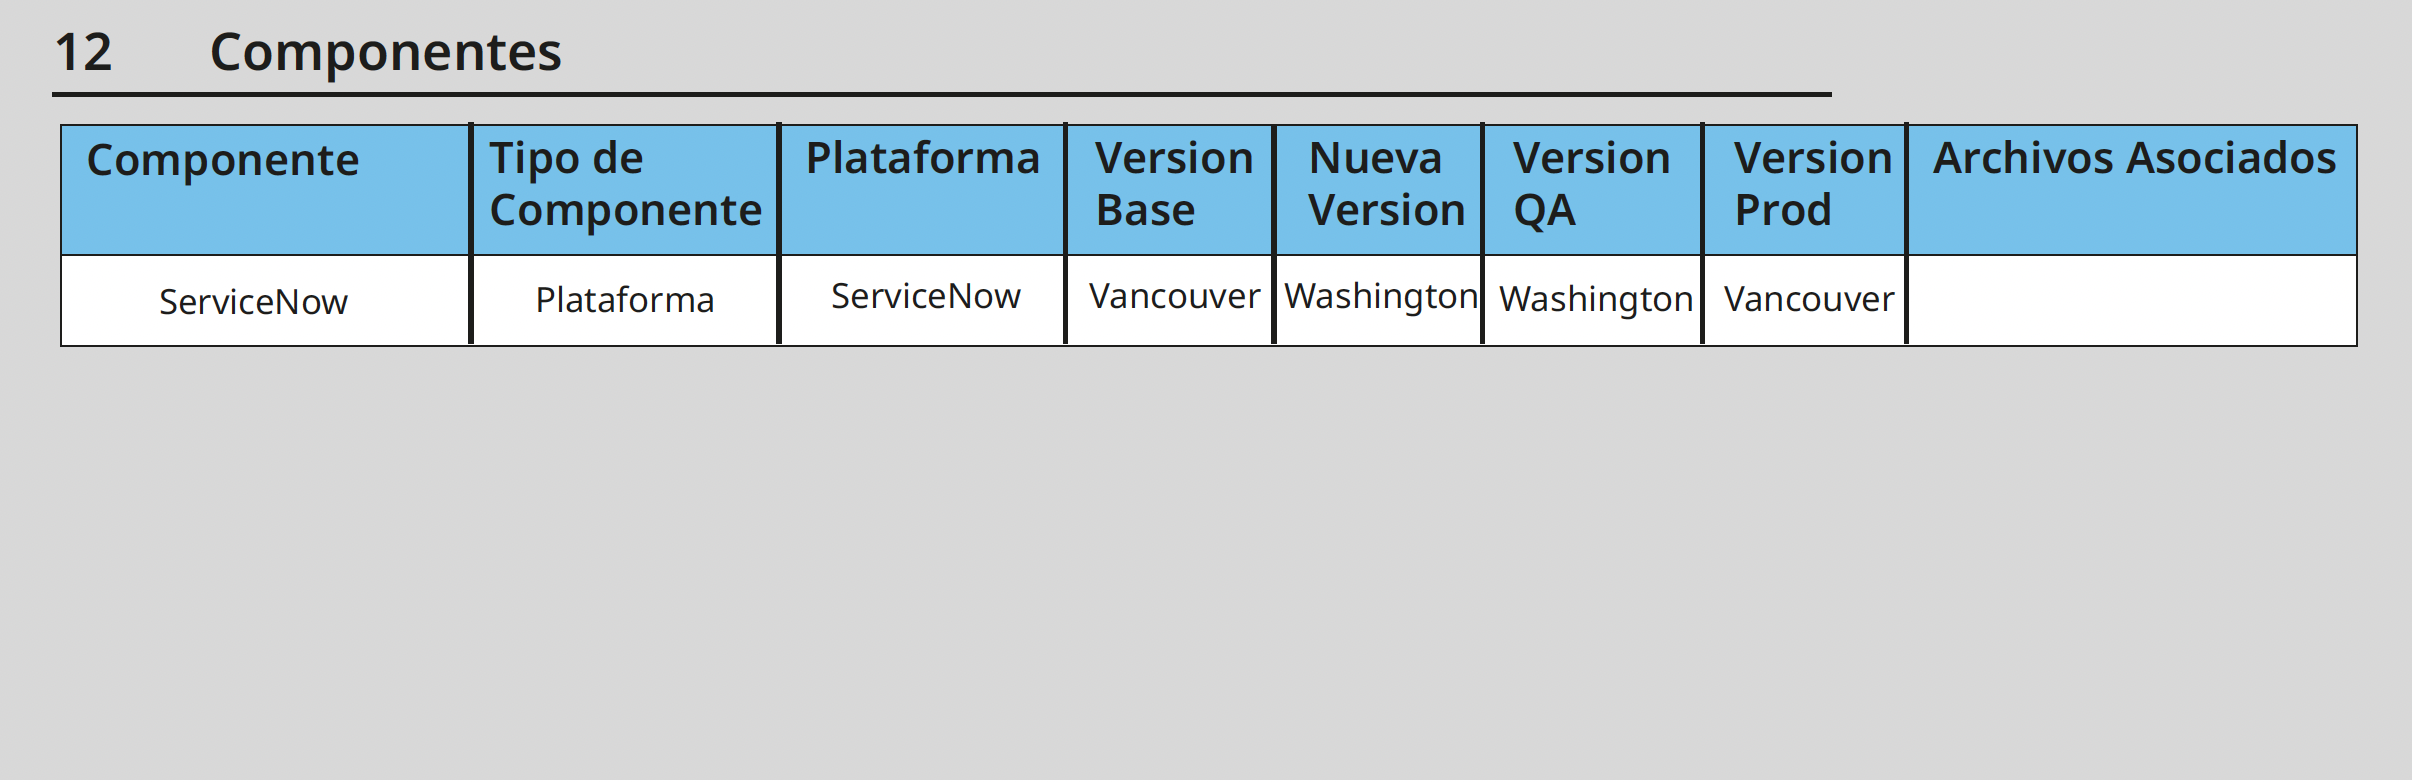 12 Componentes
Componente Tipo de Componente Plataforma Version Base Nueva Version Version QA Version Prod Archivos Asociados
ServiceNow Plataforma ServiceNow Vancouver Washington Washington Vancouver